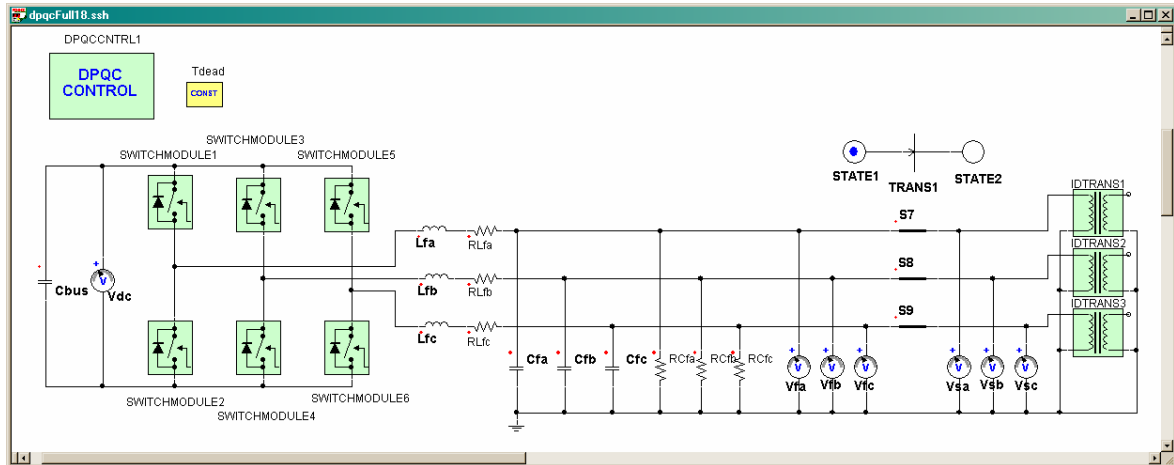 dpqcFull18.ssh
DPQCCNTRL1
DPQC
CONTROL
Tdead
CONST
SWITCHMODULE3
SWITCHMODULE1
SWITCHMODULE5
STATE1
TRANS1
STATE2
IDTRANS1
S7
Lfa
RLfa
IDTRANS2
S8
Cbus
V
Vdc
Lfb
RLfb
IDTRANS3
S9
Lfc
RLfc
Cfa
Cfb
Cfc
RCfa
RCfb
RCfc
V
V
V
V
V
V
Vfa
Vfb
Vfc
Vsa
Vsb
Vsc
SWITCHMODULE2
SWITCHMODULE6
SWITCHMODULE4